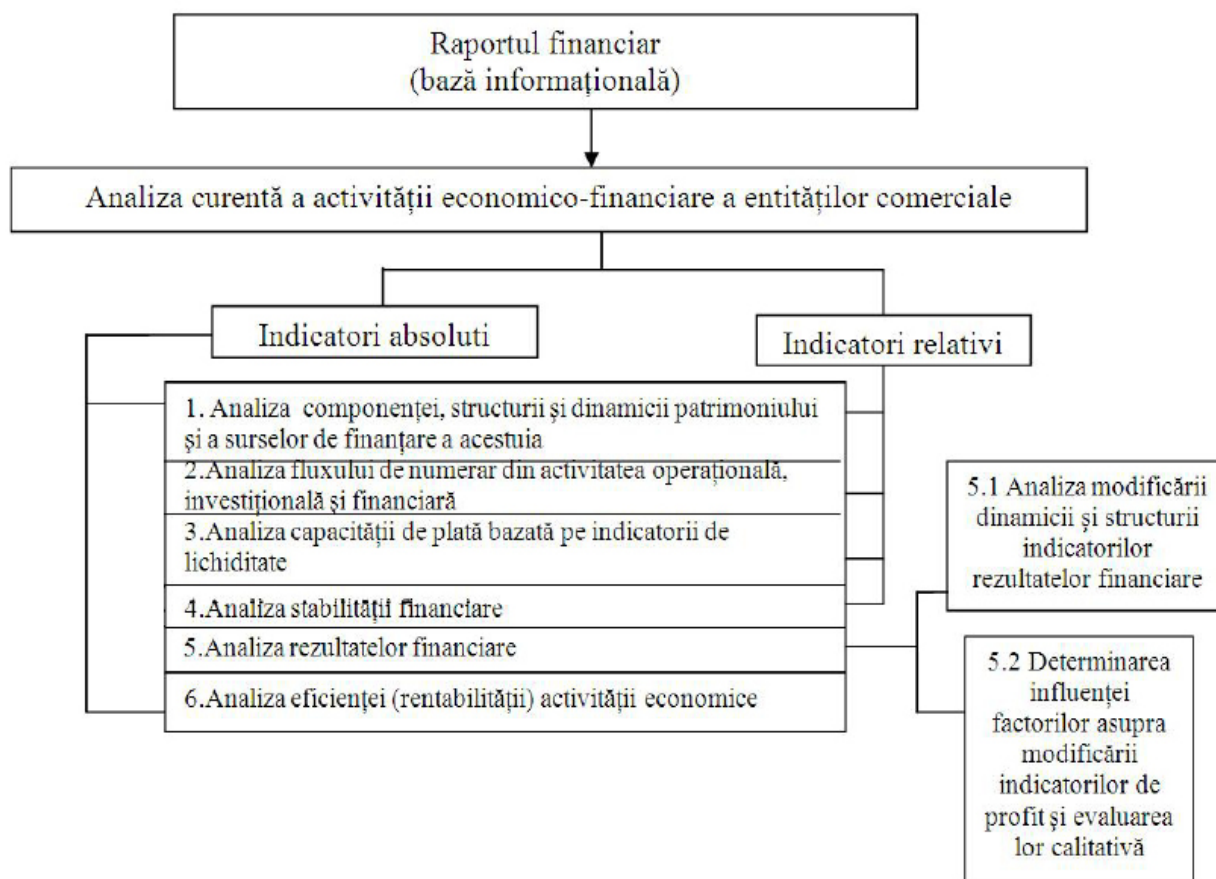 Raportul financiar
(bază informațională)
Analiza curentă a activității economico-financiare a entităților comerciale
Indicatori absoluti
Indicatori relativi
1. Analiza componenței, structurii și dinamicii patrimoniului
și a surselor de finanțare a acestuia
2.Analiza fluxului de numerar din activitatea operațională,
investițională și financiară
3.Analiza capacității de plată bazată pe indicatorii de
lichiditate
4.Analiza stabilității financiare
5.Analiza rezultatelor financiare
6.Analiza eficienței (rentabilității) activității economice
5.1 Analiza modificării
dinamicii și structurii
indicatorilor
rezultatelor financiare
5.2 Determinarea
influenței
factorilor asupra
modificării
indicatorilor de
profit și evaluarea
lor calitativă